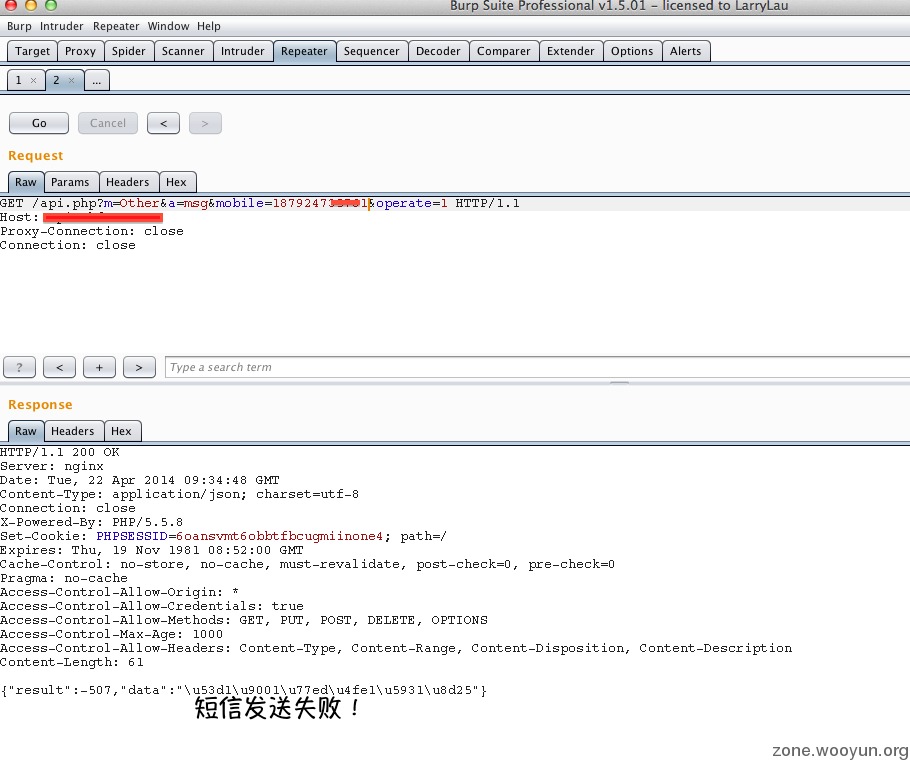 Burp Suite Professional v1.5.01 – licensed to LarryLau
Burp Intruder Repeater Window Help
Target Proxy Spider Scanner Intruder Repeater Sequencer Decoder Comparer Extender Options Alerts
1 × 2 × ...
Go Cancel < >
Request
Raw Params Headers Hex
GET /api.php?m=Other&a=msg&mobile=1879247 1&operate=1 HTTP/1.1
Host:
Proxy-Connection: close
Connection: close
? < + > Type a search term
Response
Raw Headers Hex
HTTP/1.1 200 OK
Server: nginx
Date: Tue, 22 Apr 2014 09:34:48 GMT
Content-Type: application/json; charset=utf-8
Connection: close
X-Powered-By: PHP/5.5.8
Set-Cookie: PHPSESSID=6oansvmt6obbtfbcugmiinone4; path=/
Expires: Thu, 19 Nov 1981 08:52:00 GMT
Cache-Control: no-store, no-cache, must-revalidate, post-check=0, pre-check=0
Pragma: no-cache
Access-Control-Allow-Origin: *
Access-Control-Allow-Credentials: true
Access-Control-Allow-Methods: GET, PUT, POST, DELETE, OPTIONS
Access-Control-Max-Age: 1000
Access-Control-Allow-Headers: Content-Type, Content-Range, Content-Disposition, Content-Description
Content-Length: 61
{"result":-507,"data":"\u53d1\u9001\u77ed\u4fe1\u5931\u8d25"}
短信发送失败！
zone.wooyun.org